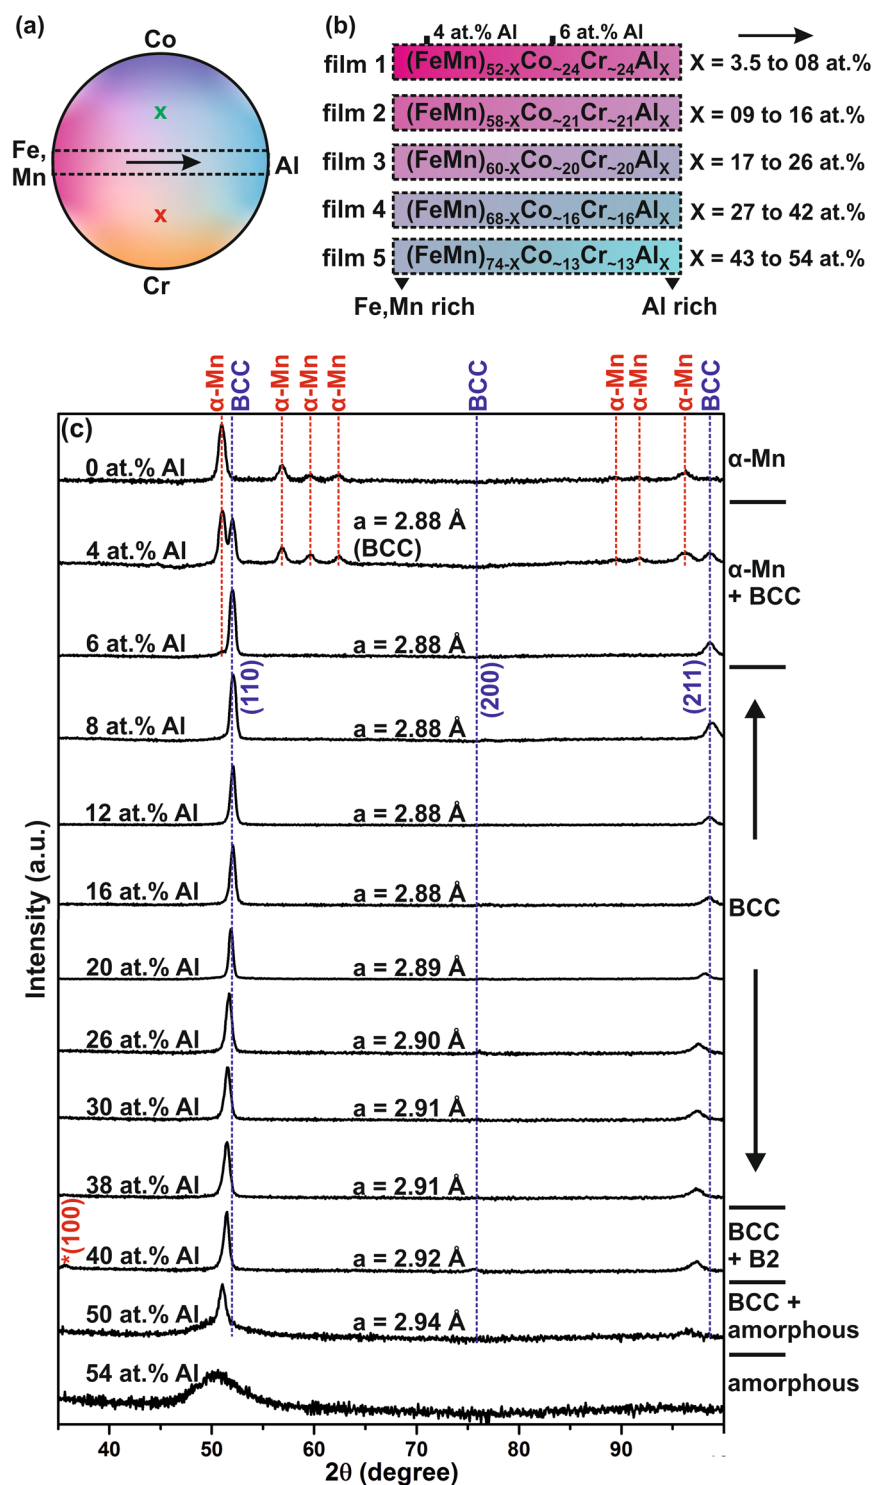 (a)
Co
Fe,
Mn
Al
Cr
x
x
(b)
4 at.% Al
6 at.% Al
film 1 (FeMn)52-XCo~24Cr~24AlX X = 3.5 to 08 at.%
film 2 (FeMn)58-XCo~21Cr~21AlX X = 09 to 16 at.%
film 3 (FeMn)60-XCo~20Cr~20AlX X = 17 to 26 at.%
film 4 (FeMn)68-XCo~16Cr~16AlX X = 27 to 42 at.%
film 5 (FeMn)74-XCo~13Cr~13AlX X = 43 to 54 at.%
Fe,Mn rich
Al rich
α-Mn
BCC
α-Mn
α-Mn
α-Mn
BCC
α-Mn
α-Mn
α-Mn
BCC
(c)
0 at.% Al
α-Mn
4 at.% Al
a = 2.88 Å
(BCC)
α-Mn
+ BCC
6 at.% Al
a = 2.88 Å
(110)
(200)
(211)
8 at.% Al
a = 2.88 Å
12 at.% Al
a = 2.88 Å
16 at.% Al
a = 2.88 Å
BCC
20 at.% Al
a = 2.89 Å
26 at.% Al
a = 2.90 Å
30 at.% Al
a = 2.91 Å
38 at.% Al
a = 2.91 Å
*(100)
40 at.% Al
a = 2.92 Å
BCC
+ B2
50 at.% Al
a = 2.94 Å
BCC +
amorphous
54 at.% Al
amorphous
Intensity (a.u.)
40 50 60 70 80 90
2θ (degree)